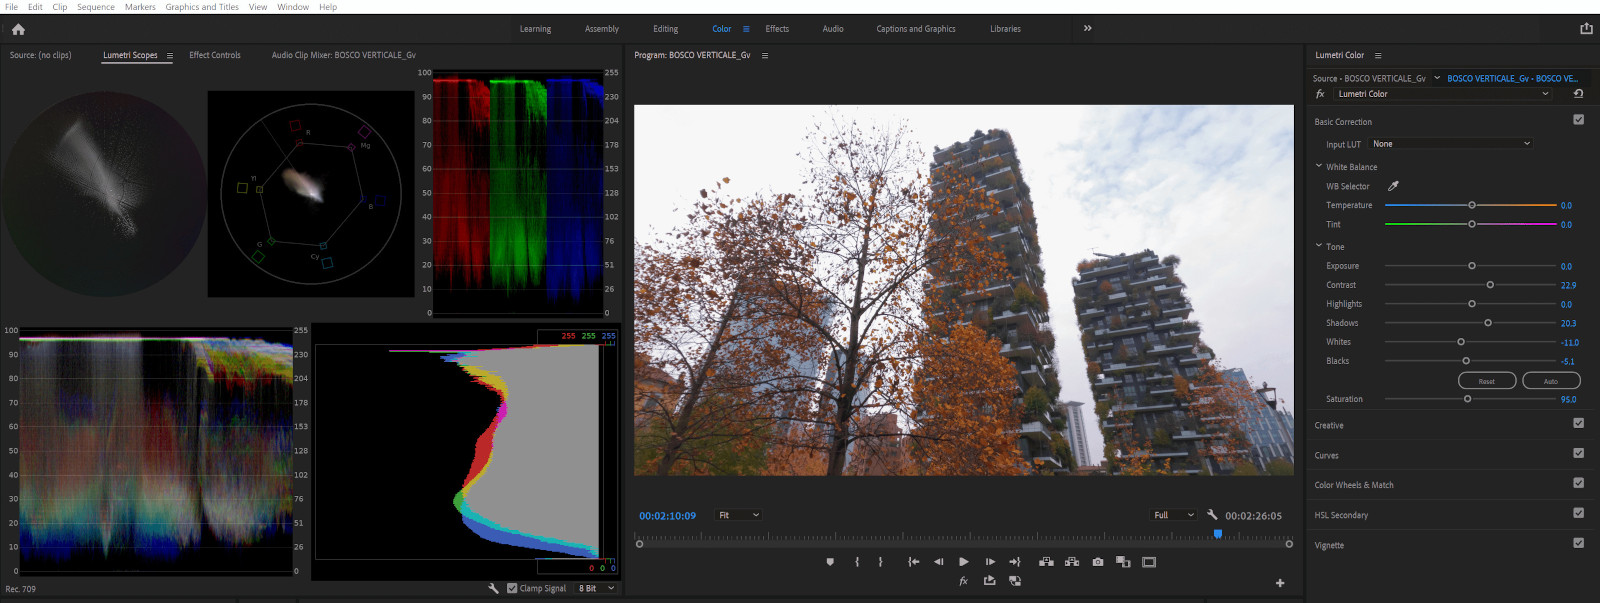 File Edit Clip Sequence Markers Graphics and Titles View Window Help
Learning Assembly Editing Color Effects Audio Captions and Graphics Libraries
Source: (no clips) Lumetri Scopes Effect Controls Audio Clip Mixer: BOSCO VERTICALE_Gv
100 255
90 230
80 204
70 178
60 153
50 128
40 102
30 76
20 51
10 26
0 0
R
Mg
B
Cy
G
Yl
100 255
90 230
80 204
70 178
60 153
50 128
40 102
30 76
20 51
10 26
0 0
255 255 255
0 0 0
Rec. 709
Clamp Signal 8 Bit
Program: BOSCO VERTICALE_Gv
00:02:10:09 Fit Full 00:02:26:05
fx
Lumetri Color
Source - BOSCO VERTICALE_Gv BOSCO VERTICALE_Gv - BOSCO VE...
fx Lumetri Color
Basic Correction
Input LUT None
White Balance
WB Selector
Temperature 0.0
Tint 0.0
Tone
Exposure 0.0
Contrast 22.9
Highlights 0.0
Shadows 20.3
Whites -11.0
Blacks -5.1
Reset Auto
Saturation 95.0
Creative
Curves
Color Wheels & Match
HSL Secondary
Vignette